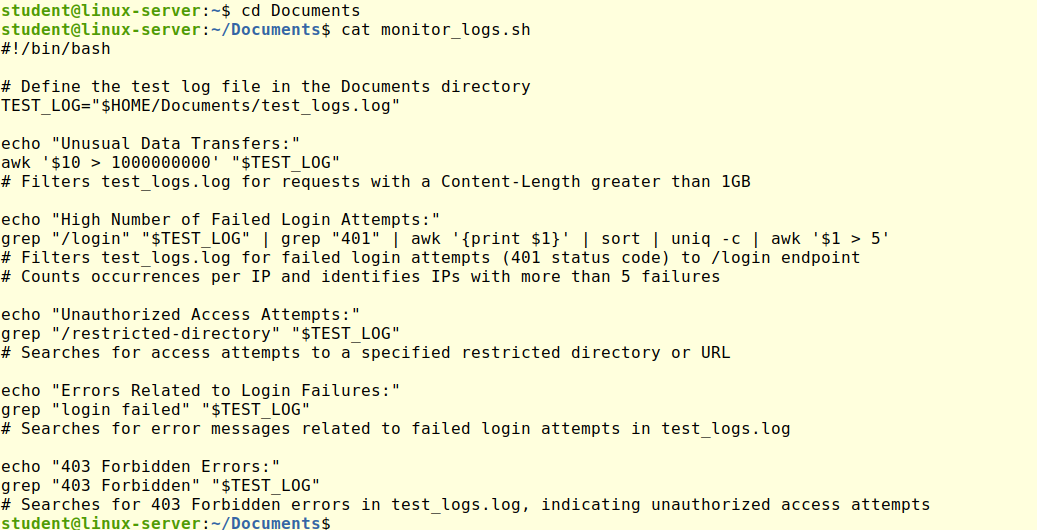 student@linux-server:~$ cd Documents
student@linux-server:~/Documents$ cat monitor_logs.sh
#!/bin/bash

# Define the test log file in the Documents directory
TEST_LOG="$HOME/Documents/test_logs.log"

echo "Unusual Data Transfers:"
awk '$10 > 1000000000' "$TEST_LOG"
# Filters test_logs.log for requests with a Content-Length greater than 1GB

echo "High Number of Failed Login Attempts:"
grep "/login" "$TEST_LOG" | grep "401" | awk '{print $1}' | sort | uniq -c | awk '$1 > 5'
# Filters test_logs.log for failed login attempts (401 status code) to /login endpoint
# Counts occurrences per IP and identifies IPs with more than 5 failures

echo "Unauthorized Access Attempts:"
grep "/restricted-directory" "$TEST_LOG"
# Searches for access attempts to a specified restricted directory or URL

echo "Errors Related to Login Failures:"
grep "login failed" "$TEST_LOG"
# Searches for error messages related to failed login attempts in test_logs.log

echo "403 Forbidden Errors:"
grep "403 Forbidden" "$TEST_LOG"
# Searches for 403 Forbidden errors in test_logs.log, indicating unauthorized access attempts
student@linux-server:~/Documents$